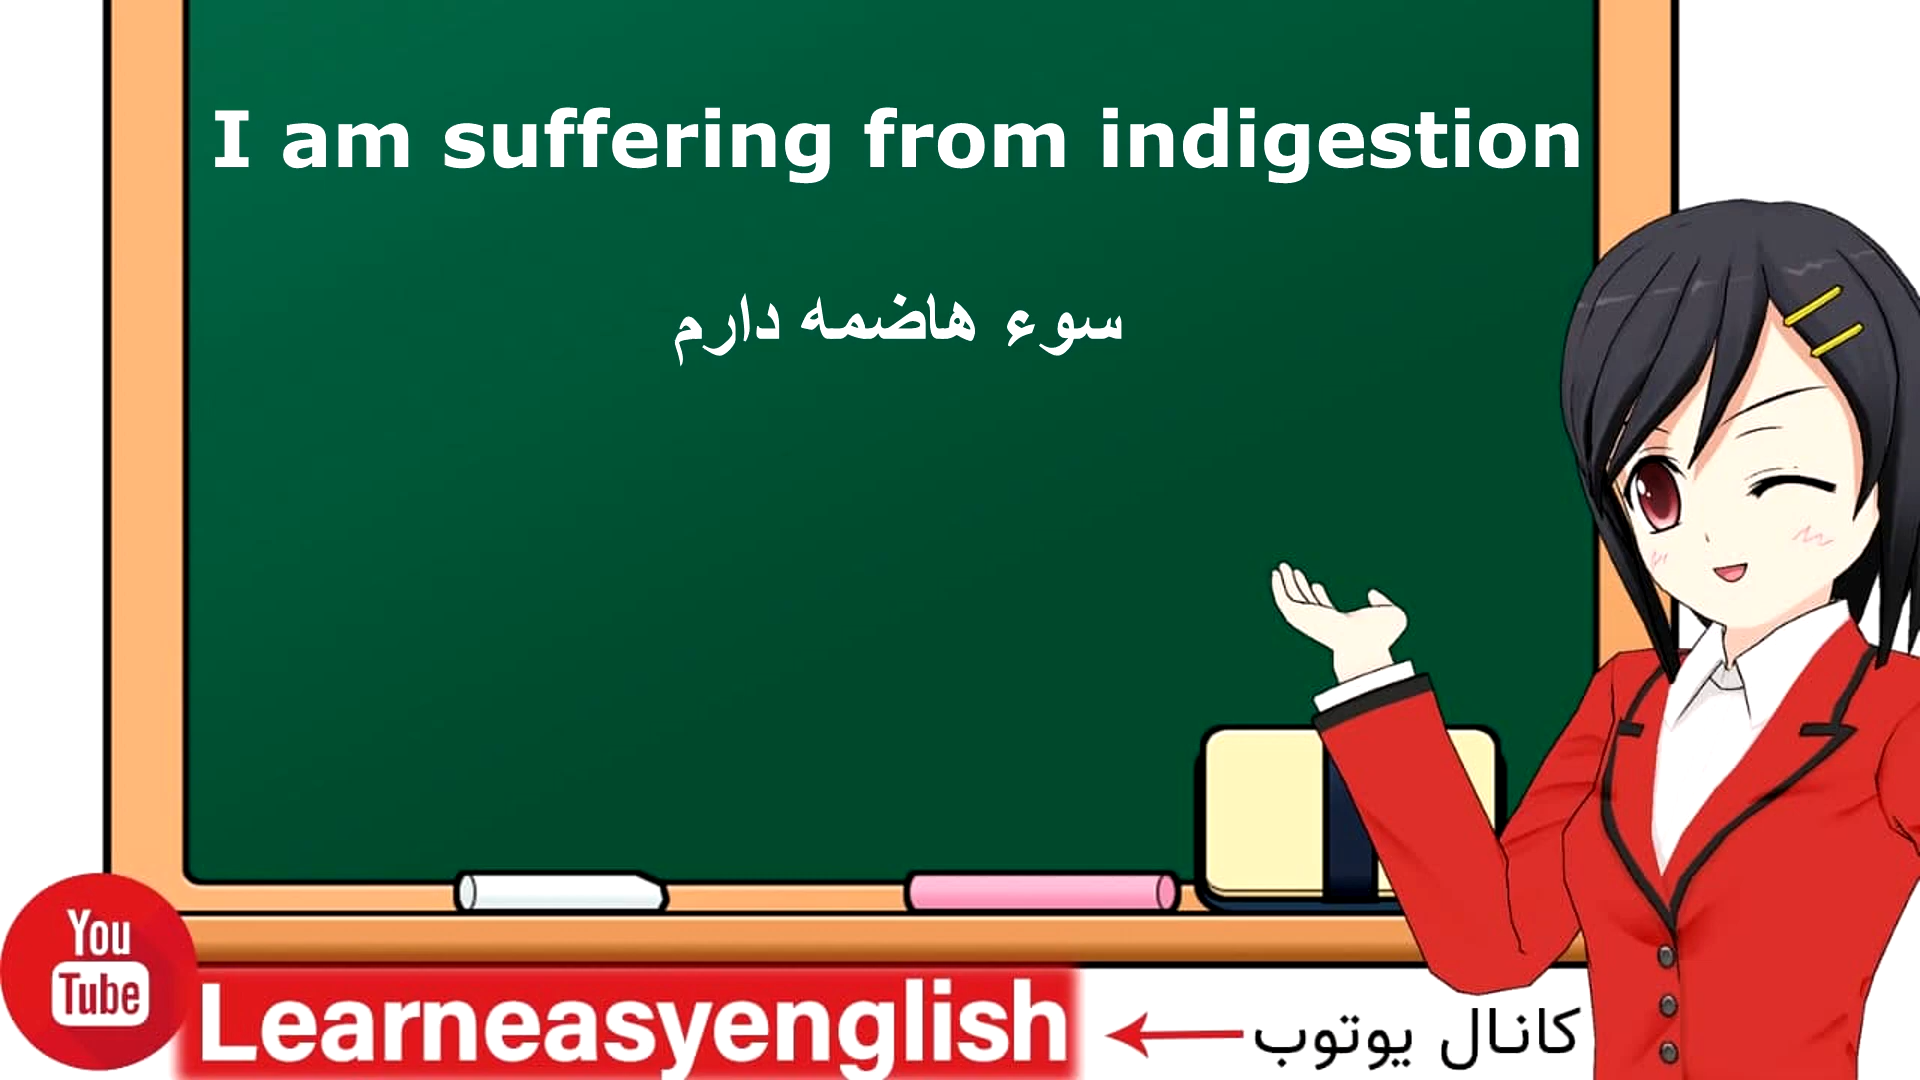 I am suffering from indigestion
سوء هاضمه دارم
You
Tube
Learneasyenglish
کانال یوتوب